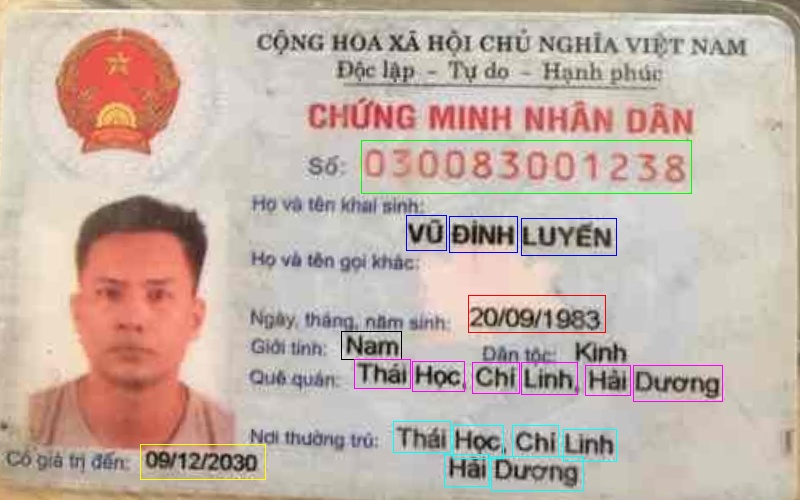 CỘNG HOA XÃ HỘI CHỦ NGHĨA VIỆT NAM
Độc lập - Tự do - Hạnh phúc
CHỨNG MINH NHÂN DÂN
Số: 030083001238
Họ và tên khai sinh:
VŨ ĐÌNH LUYẾN
Họ và tên gọi khác:
Ngày, tháng, năm sinh: 20/09/1983
Giới tính: Nam Dân tộc: Kinh
Quê quán: Thái Học, Chí Linh, Hải Dương
Nơi thường trú: Thái Học, Chí Linh
Hải Dương
Có giá trị đến: 09/12/2030